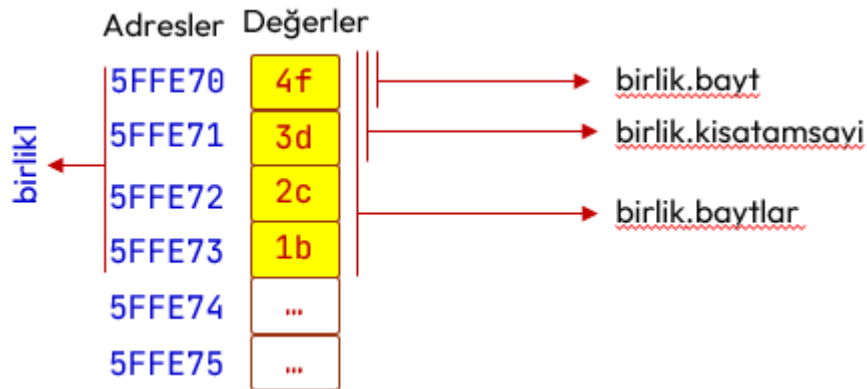 Adresler Değerler
5FFE70 4f birlik.bayt
5FFE71 3d birlik.kisatamsayi
birlik1
5FFE72 2c birlik.baytlar
5FFE73 1b
5FFE74 ...
5FFE75 ...